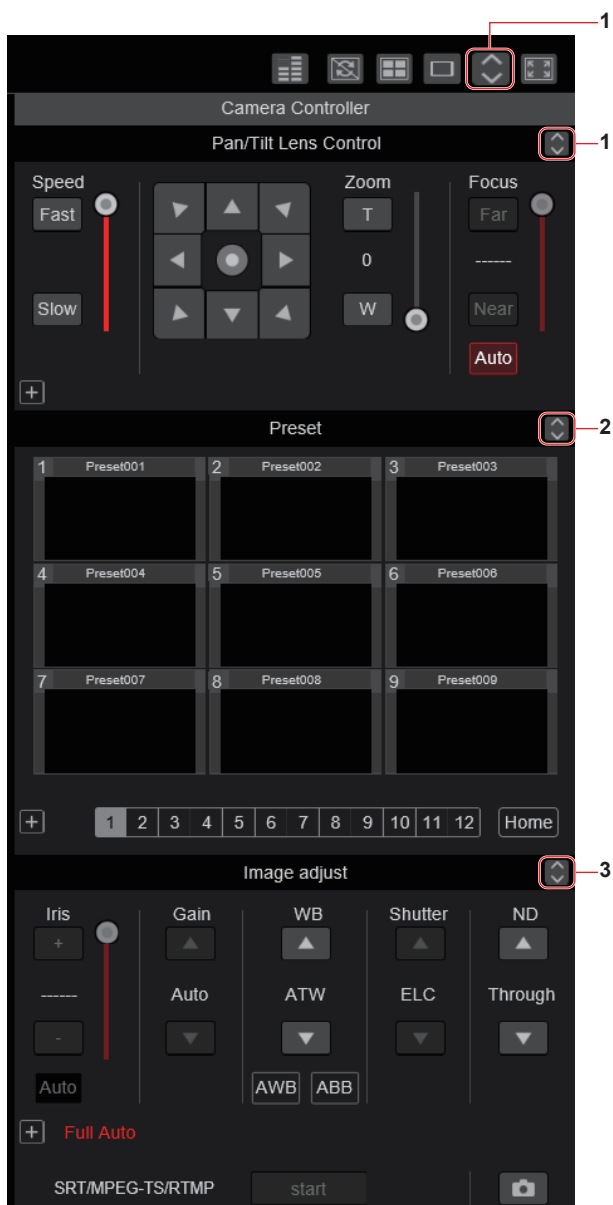 1
Camera Controller
Pan/Tilt Lens Control
1
Speed Zoom Focus
Fast T Far
0 ------
Slow W Near
Auto
+
Preset
2
1 Preset001 2 Preset002 3 Preset003
4 Preset004 5 Preset005 6 Preset006
7 Preset007 8 Preset008 9 Preset009
+ 1 2 3 4 5 6 7 8 9 10 11 12 Home
Image adjust
3
Iris Gain WB Shutter ND
+
------ Auto ATW ELC Through
-
Auto AWB ABB
+ Full Auto
SRT/MPEG-TS/RTMP start